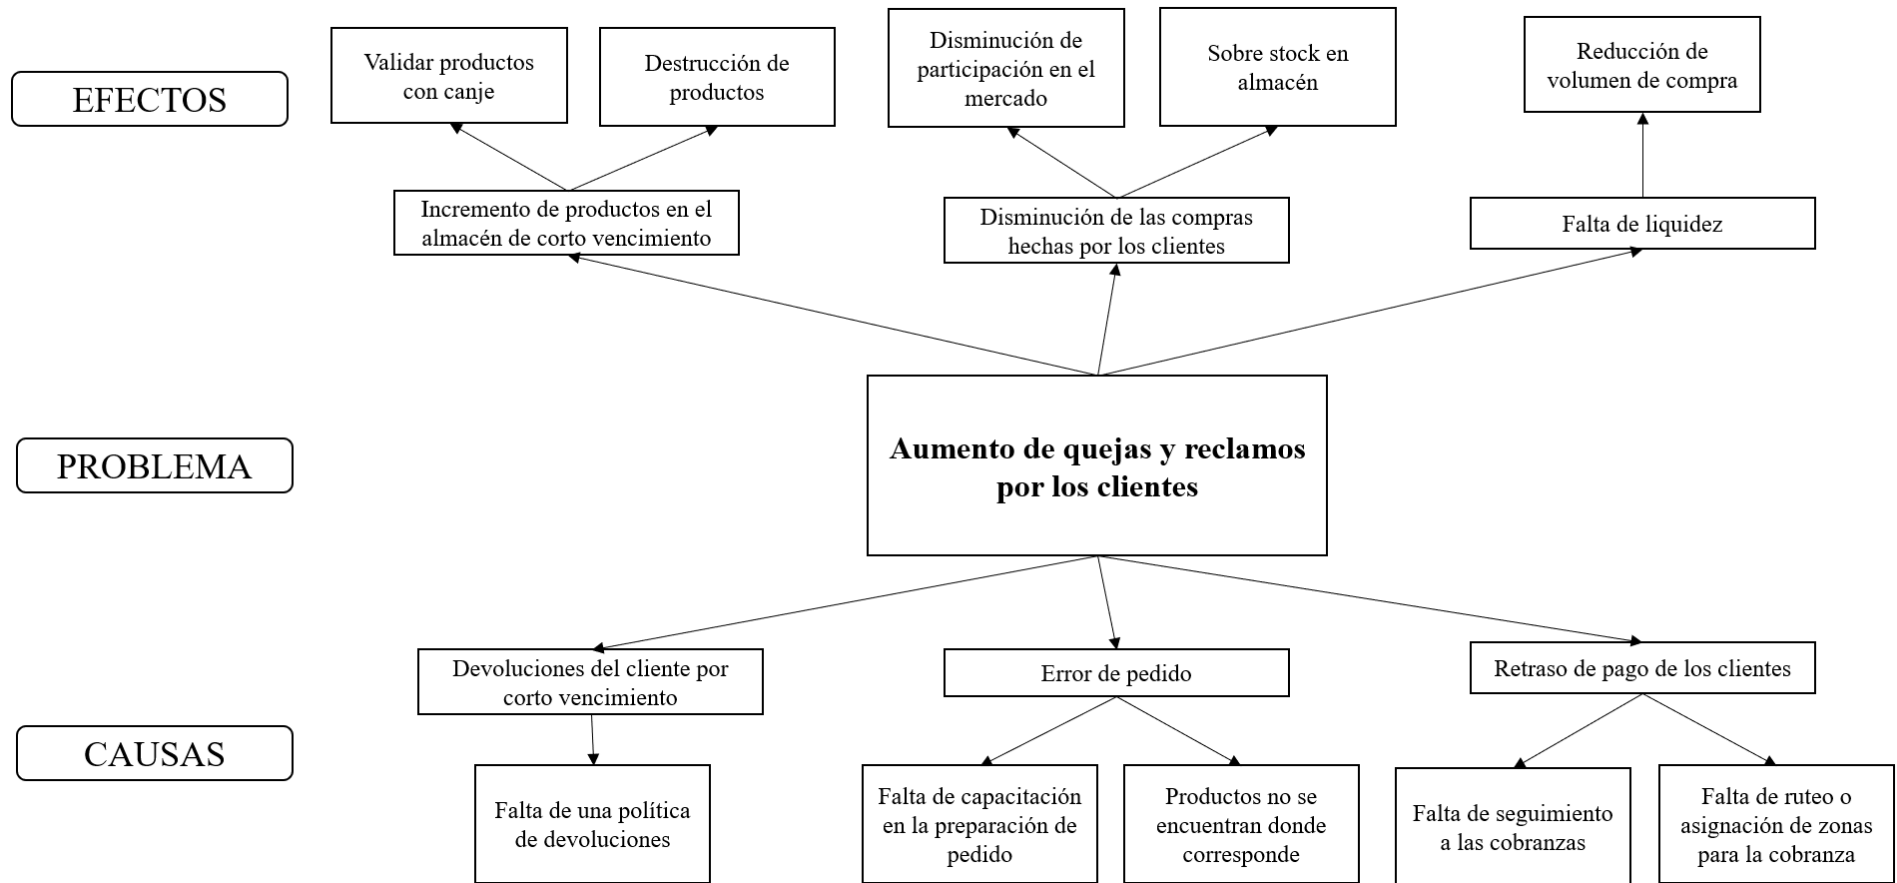 EFECTOS
Validar productos
con canje
Destrucción de
productos
Disminución de
participación en el
mercado
Sobre stock en
almacén
Reducción de
volumen de compra
Incremento de productos en el
almacén de corto vencimiento
Disminución de las compras
hechas por los clientes
Falta de liquidez
PROBLEMA
Aumento de quejas y reclamos
por los clientes
CAUSAS
Devoluciones del cliente por
corto vencimiento
Error de pedido
Retraso de pago de los clientes
Falta de una política
de devoluciones
Falta de capacitación
en la preparación de
pedido
Productos no se
encuentran donde
corresponde
Falta de seguimiento
a las cobranzas
Falta de ruteo o
asignación de zonas
para la cobranza